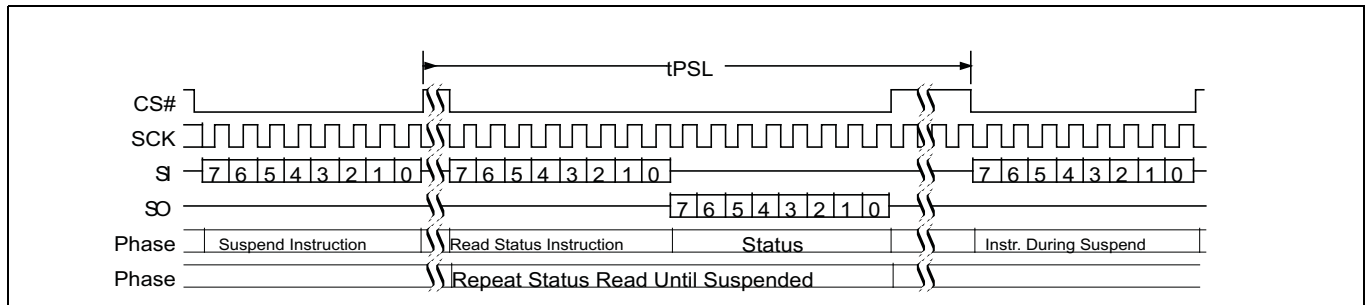 tPSL
CS#
SCK
SI 7 6 5 4 3 2 1 0 7 6 5 4 3 2 1 0 7 6 5 4 3 2 1 0
SO 7 6 5 4 3 2 1 0
Phase Suspend Instruction Read Status Instruction Status Instr. During Suspend
Phase Repeat Status Read Until Suspended